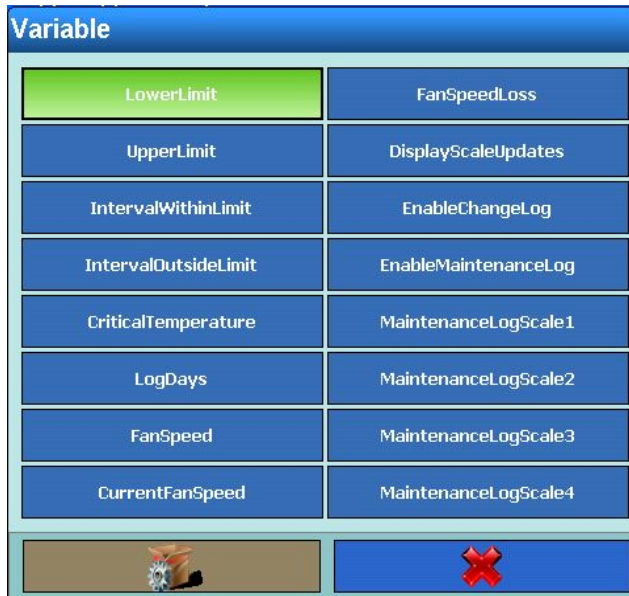 Variable
LowerLimit
FanSpeedLoss
UpperLimit
DisplayScaleUpdates
IntervalWithinLimit
EnableChangeLog
IntervalOutsideLimit
EnableMaintenanceLog
CriticalTemperature
MaintenanceLogScale1
LogDays
MaintenanceLogScale2
FanSpeed
MaintenanceLogScale3
CurrentFanSpeed
MaintenanceLogScale4